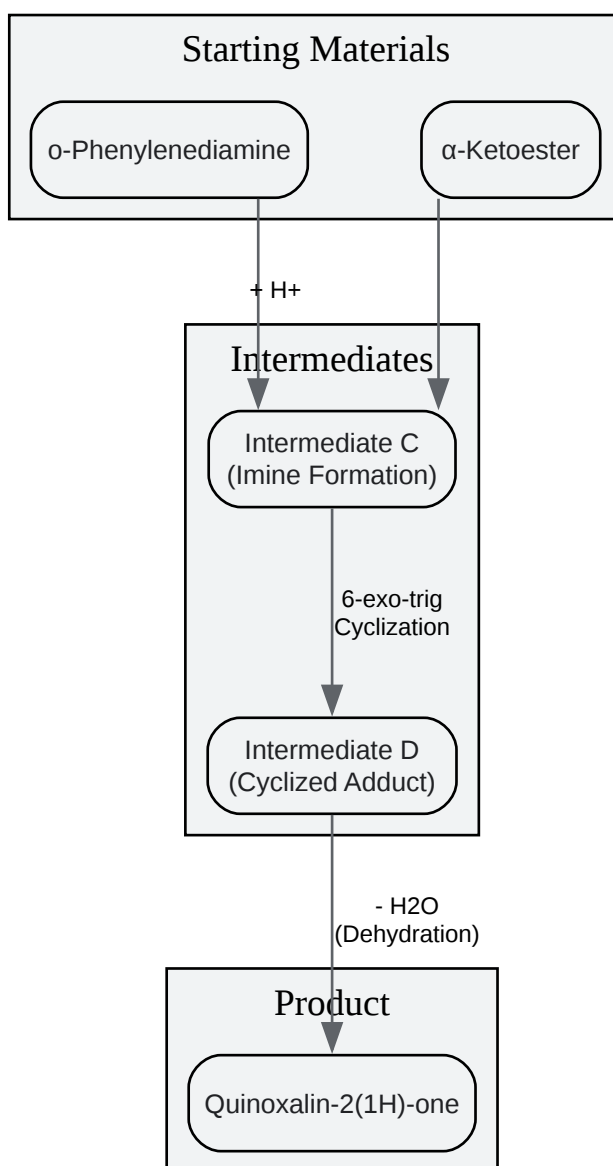 Starting Materials
o-Phenylenediamine
α-Ketoester
+ H+
Intermediates
Intermediate C
(Imine Formation)
6-exo-trig
Cyclization
Intermediate D
(Cyclized Adduct)
- H2O
(Dehydration)
Product
Quinoxalin-2(1H)-one